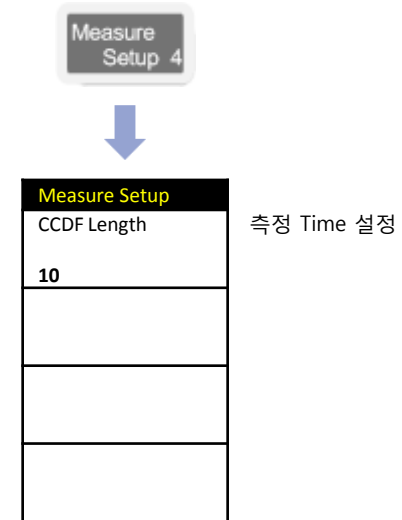 Measure
Setup 4
Measure Setup
CCDF Length 측정 Time 설정
10